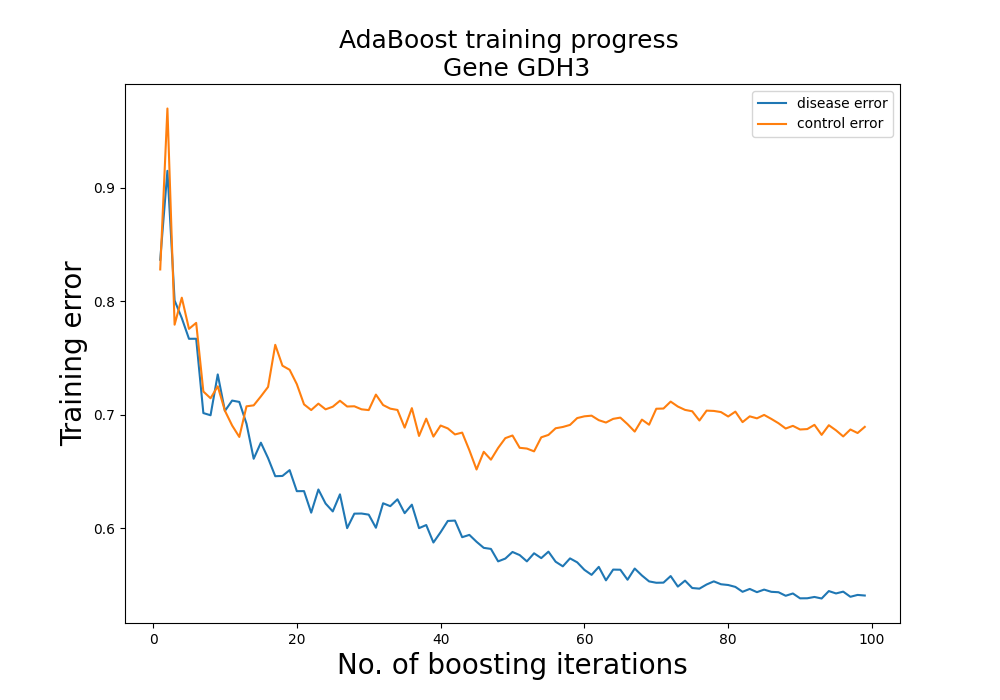 AdaBoost training progress
Gene GDH3
disease error
control error
Training error
0.9
0.8
0.7
0.6
0
20
40
60
80
100
No. of boosting iterations